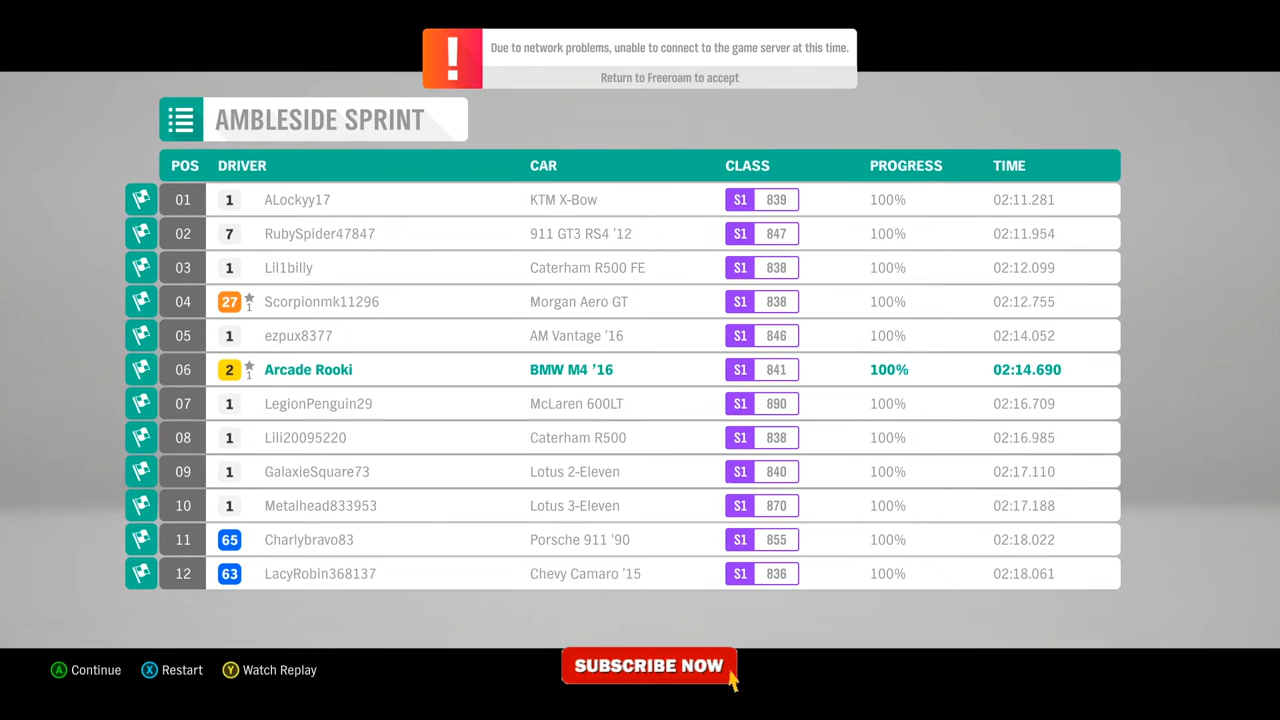 ! Due to network problems, unable to connect to the game server at this time.
Return to Freeroam to accept
AMBLESIDE SPRINT
POS DRIVER CAR CLASS PROGRESS TIME
01 1 ALockyy17 KTM X-Bow S1 839 100% 02:11.281
02 7 RubySpider47847 911 GT3 RS4 '12 S1 847 100% 02:11.954
03 1 Lil1billy Caterham R500 FE S1 838 100% 02:12.099
04 27 1 Scorpionmk11296 Morgan Aero GT S1 838 100% 02:12.755
05 1 ezpux8377 AM Vantage '16 S1 846 100% 02:14.052
06 2 1 Arcade Rooki BMW M4 '16 S1 841 100% 02:14.690
07 1 LegionPenguin29 McLaren 600LT S1 890 100% 02:16.709
08 1 Lili20095220 Caterham R500 S1 838 100% 02:16.985
09 1 GalaxieSquare73 Lotus 2-Eleven S1 840 100% 02:17.110
10 1 Metalhead833953 Lotus 3-Eleven S1 870 100% 02:17.188
11 65 Charlybravo83 Porsche 911 '90 S1 855 100% 02:18.022
12 63 LacyRobin368137 Chevy Camaro '15 S1 836 100% 02:18.061
A Continue X Restart Y Watch Replay
SUBSCRIBE NOW